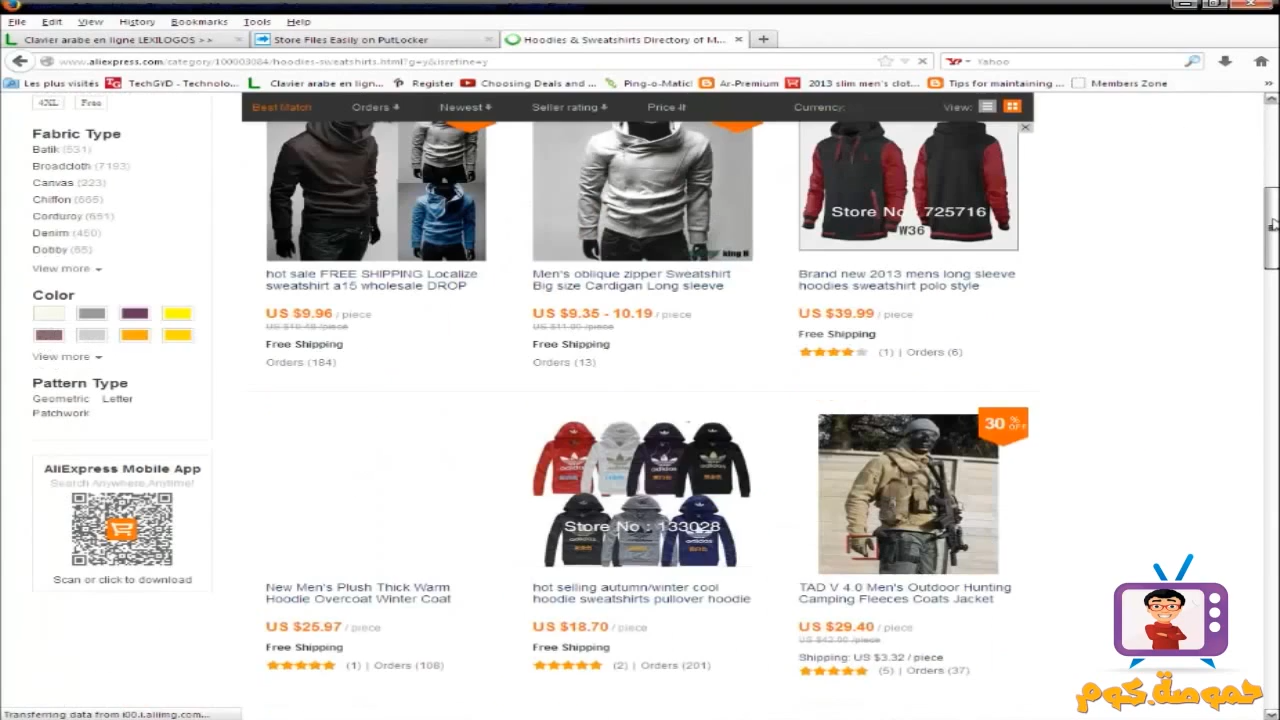 File Edit View History Bookmarks Tools Help
Clavier arabe en ligne LEXILOGOS >>
Store Files Easily on PutLocker
Hoodies & Sweatshirts Directory of M...
www.aliexpress.com/category/100003084/hoodies-sweatshirts.html?g=y&isrefine=y
Yahoo
Les plus visités
TechGYD - Technolo...
Clavier arabe en lign...
Register
Choosing Deals and ...
Ping-o-Matic!
Ar-Premium
2013 slim men's clot...
Tips for maintaining ...
Members Zone
4XL Free
Best Match Orders Newest Seller rating Price Currency: View:
Fabric Type
Batik (531)
Broadcloth (7193)
Canvas (223)
Chiffon (665)
Corduroy (651)
Denim (450)
Dobby (65)
View more
Color
View more
Pattern Type
Geometric Letter
Patchwork
AliExpress Mobile App
Search Anywhere,Anytime!
Scan or click to download
hot sale FREE SHIPPING Localize
sweatshirt a15 wholesale DROP
US $9.96 / piece
Free Shipping
Orders (184)
king B
Men's oblique zipper Sweatshirt
Big size Cardigan Long sleeve
US $9.35 - 10.19 / piece
US $11.00 /piece
Free Shipping
Orders (13)
Store No. : 725716
W36
Brand new 2013 mens long sleeve
hoodies sweatshirt polo style
US $39.99 / piece
Free Shipping
(1) | Orders (6)
New Men's Plush Thick Warm
Hoodie Overcoat Winter Coat
US $25.97 / piece
Free Shipping
(1) | Orders (108)
adidas
Store No : 133028
hot selling autumn/winter cool
hoodie sweatshirts pullover hoodie
US $18.70 / piece
Free Shipping
(2) | Orders (201)
30 % OFF
TAD V 4.0 Men's Outdoor Hunting
Camping Fleeces Coats Jacket
US $29.40 / piece
US $42.00 /piece
Shipping: US $3.32 / piece
(5) | Orders (37)
حموصة.كوم
Transferring data from i00.i.aliimg.com...